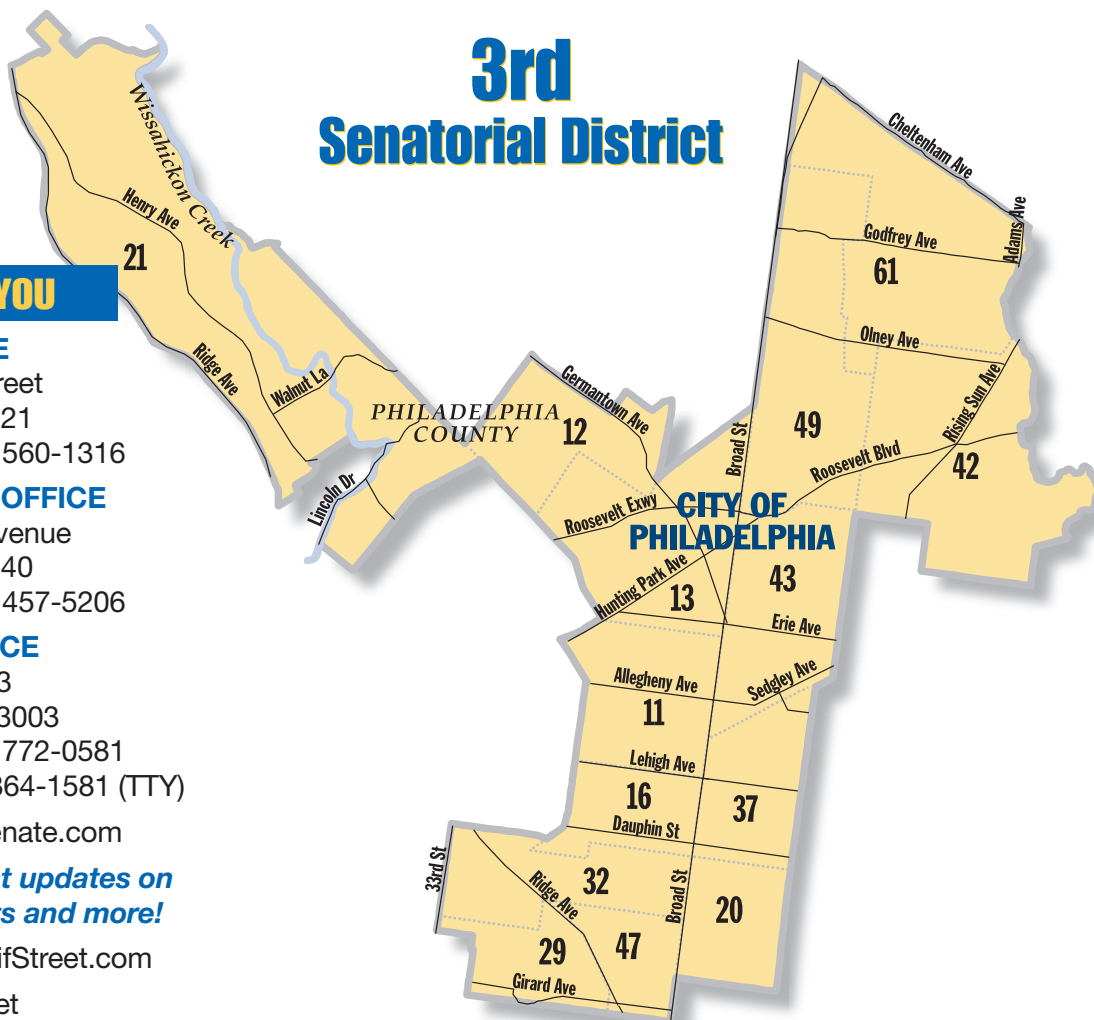 3rd
Senatorial District
YOU
E
reet
21
560-1316
OFFICE
venue
40
457-5206
CE
3
3003
772-0581
364-1581 (TTY)
enate.com
t updates on
rs and more!
ifStreet.com
et
Wissahickon Creek
Henry Ave
21
Ridge Ave
Walnut La
PHILADELPHIA
COUNTY
Lincoln Dr
Germantown Ave
12
Cheltenham Ave
Adams Ave
Godfrey Ave
61
Olney Ave
Rising Sun Ave
Broad St
49
Roosevelt Blvd
42
Roosevelt Exwy
CITY OF
PHILADELPHIA
Hunting Park Ave
13
43
Erie Ave
Allegheny Ave
Sedgley Ave
11
Lehigh Ave
16
37
Dauphin St
33rd St
32
Ridge Ave
Broad St
20
29
47
Girard Ave